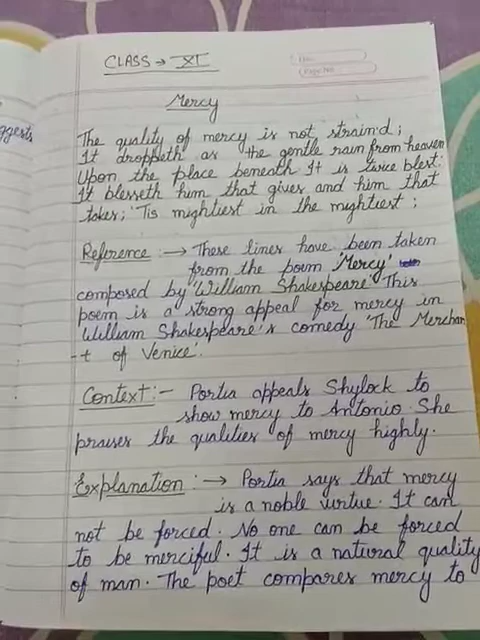 CLASS → XI
Date
Page No.
Mercy
ggests
The quality of mercy is not strain'd;
It droppeth as the gentle rain from heaven
Upon the place beneath It is twice blest:
It blesseth him that gives and him that
takes; 'Tis mightiest in the mightiest;
Reference :→ These lines have been taken
from the poem 'Mercy'
composed by 'William Shakespeare' This
poem is a strong appeal for mercy in
William Shakespeare's comedy 'The Merchan
-t of Venice'.
Context:- Portia appeals Shylock to
show mercy to Antonio. She
praises the qualities of mercy highly.
Explanation :→ Portia says that mercy
is a noble virtue. It can
not be forced. No one can be forced
to be merciful. It is a natural quality
of man. The poet compares mercy to